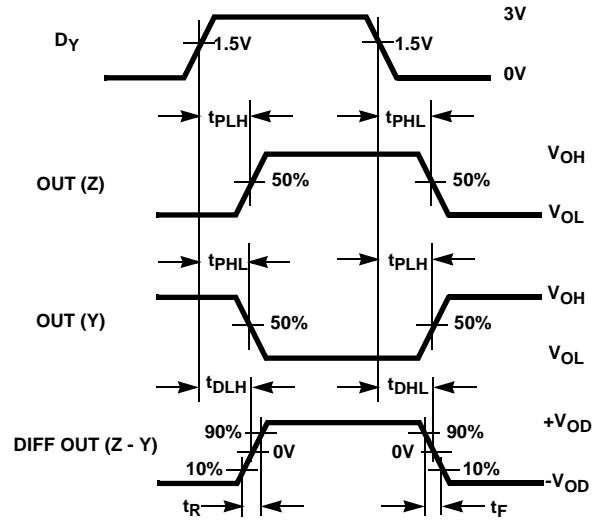 3V
DY
1.5V
1.5V
0V
tPLH
tPHL
VOH
OUT (Z)
50%
50%
VOL
tPHL
tPLH
VOH
OUT (Y)
50%
50%
VOL
tDLH
tDHL
+VOD
90%
90%
DIFF OUT (Z - Y)
0V
0V
10%
10%
-VOD
tR
tF